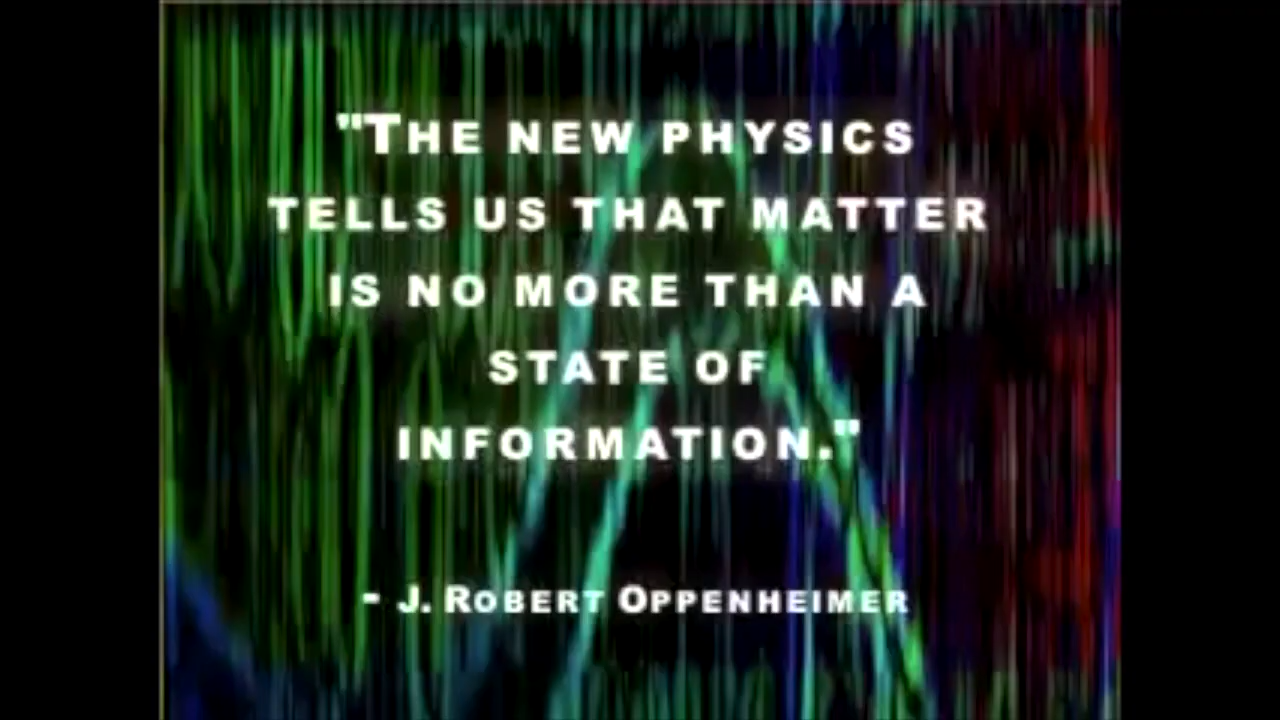 "The new physics
tells us that matter
is no more than a
state of
information."
- J. Robert Oppenheimer